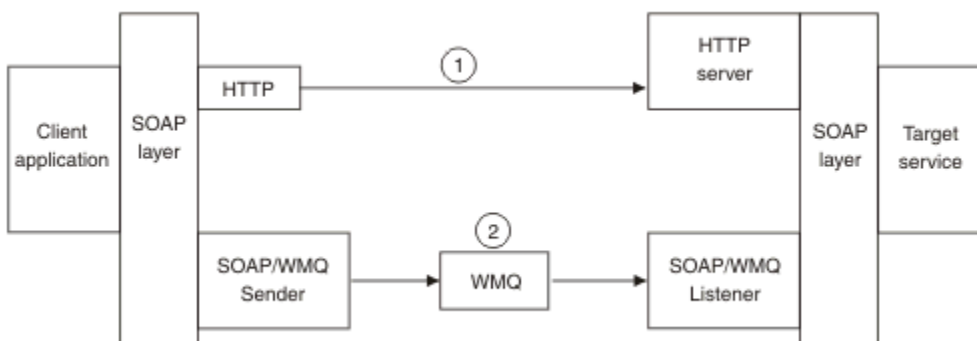 HTTP
server
1
HTTP
Client
application
SOAP
layer
SOAP
layer
Target
service
2
SOAP/WMQ
Sender
WMQ
SOAP/WMQ
Listener